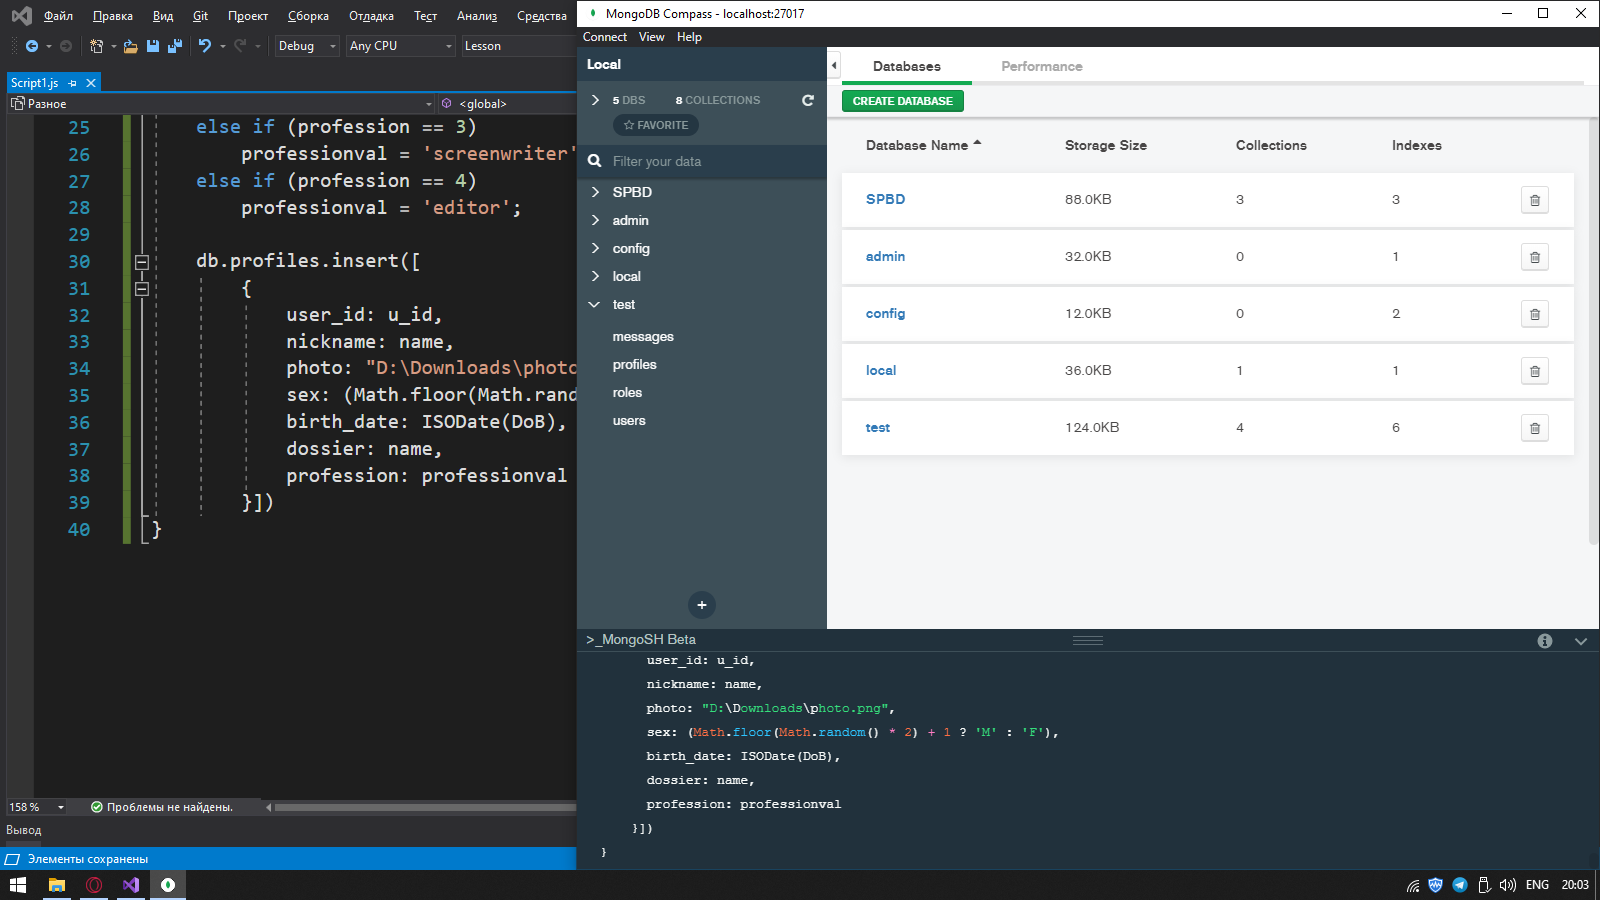 Файл Правка Вид Git Проект Сборка Отладка Тест Анализ Средства
Debug Any CPU Lesson
Script1.js
Разное <global>
25 else if (profession == 3)
26 professionval = 'screenwriter'
27 else if (profession == 4)
28 professionval = 'editor';
29
30 db.profiles.insert([
31 {
32 user_id: u_id,
33 nickname: name,
34 photo: "D:\Downloads\photo
35 sex: (Math.floor(Math.rand
36 birth_date: ISODate(DoB),
37 dossier: name,
38 profession: professionval
39 }])
40 }
158 % Проблемы не найдены.
Вывод
Элементы сохранены
MongoDB Compass - localhost:27017
Connect View Help
Local
5 DBS 8 COLLECTIONS
FAVORITE
Filter your data
SPBD
admin
config
local
test
messages
profiles
roles
users
+
Databases Performance
CREATE DATABASE
Database Name Storage Size Collections Indexes
SPBD 88.0KB 3 3
admin 32.0KB 0 1
config 12.0KB 0 2
local 36.0KB 1 1
test 124.0KB 4 6
>_MongoSH Beta
user_id: u_id,
nickname: name,
photo: "D:\Downloads\photo.png",
sex: (Math.floor(Math.random() * 2) + 1 ? 'M' : 'F'),
birth_date: ISODate(DoB),
dossier: name,
profession: professionval
}])
}
ENG 20:03